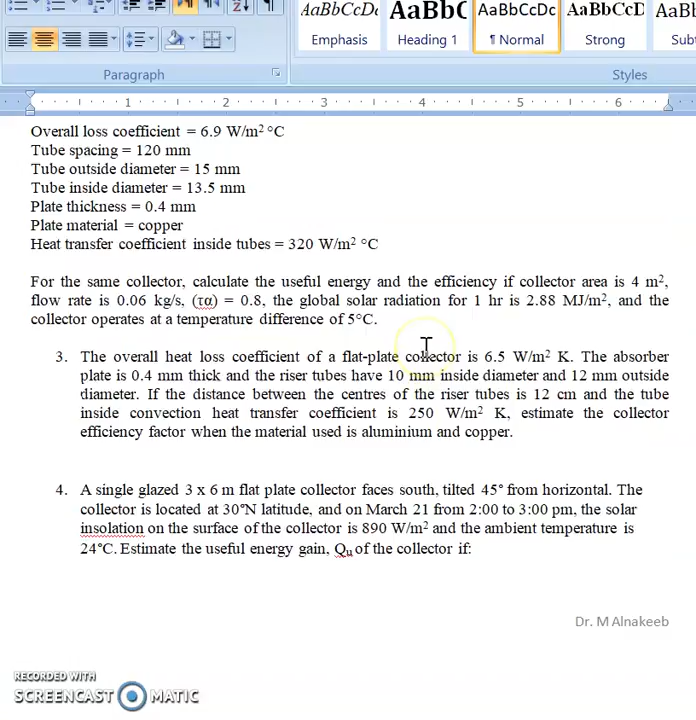 AaBbCcDc AaBbC AaBbCcDc AaBbCcD AaBb
Emphasis Heading 1 ¶ Normal Strong Subt
Paragraph Styles
1 2 3 4 5 6
Overall loss coefficient = 6.9 W/m² °C
Tube spacing = 120 mm
Tube outside diameter = 15 mm
Tube inside diameter = 13.5 mm
Plate thickness = 0.4 mm
Plate material = copper
Heat transfer coefficient inside tubes = 320 W/m² °C
For the same collector, calculate the useful energy and the efficiency if collector area is 4 m²,
flow rate is 0.06 kg/s, (τα) = 0.8, the global solar radiation for 1 hr is 2.88 MJ/m², and the
collector operates at a temperature difference of 5°C.
3. The overall heat loss coefficient of a flat-plate collector is 6.5 W/m² K. The absorber
plate is 0.4 mm thick and the riser tubes have 10 mm inside diameter and 12 mm outside
diameter. If the distance between the centres of the riser tubes is 12 cm and the tube
inside convection heat transfer coefficient is 250 W/m² K, estimate the collector
efficiency factor when the material used is aluminium and copper.
4. A single glazed 3 x 6 m flat plate collector faces south, tilted 45° from horizontal. The
collector is located at 30°N latitude, and on March 21 from 2:00 to 3:00 pm, the solar
insolation on the surface of the collector is 890 W/m² and the ambient temperature is
24°C. Estimate the useful energy gain, Qu of the collector if:
Dr. M Alnakeeb
RECORDED WITH
SCREENCAST MATIC